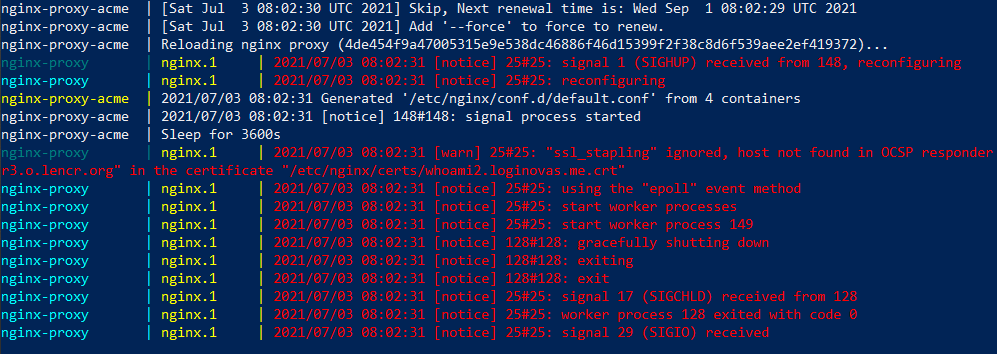 nginx-proxy-acme | [Sat Jul  3 08:02:30 UTC 2021] Skip, Next renewal time is: Wed Sep  1 08:02:29 UTC 2021
nginx-proxy-acme | [Sat Jul  3 08:02:30 UTC 2021] Add '--force' to force to renew.
nginx-proxy-acme | Reloading nginx proxy (4de454f9a47005315e9e538dc46886f46d15399f2f38c8d6f539aee2ef419372)...
nginx-proxy | nginx.1 | 2021/07/03 08:02:31 [notice] 25#25: signal 1 (SIGHUP) received from 148, reconfiguring
nginx-proxy | nginx.1 | 2021/07/03 08:02:31 [notice] 25#25: reconfiguring
nginx-proxy-acme | 2021/07/03 08:02:31 Generated '/etc/nginx/conf.d/default.conf' from 4 containers
nginx-proxy-acme | 2021/07/03 08:02:31 [notice] 148#148: signal process started
nginx-proxy-acme | Sleep for 3600s
nginx-proxy | nginx.1 | 2021/07/03 08:02:31 [warn] 25#25: "ssl_stapling" ignored, host not found in OCSP responder
r3.o.lencr.org" in the certificate "/etc/nginx/certs/whoami2.loginovas.me.crt"
nginx-proxy | nginx.1 | 2021/07/03 08:02:31 [notice] 25#25: using the "epoll" event method
nginx-proxy | nginx.1 | 2021/07/03 08:02:31 [notice] 25#25: start worker processes
nginx-proxy | nginx.1 | 2021/07/03 08:02:31 [notice] 25#25: start worker process 149
nginx-proxy | nginx.1 | 2021/07/03 08:02:31 [notice] 128#128: gracefully shutting down
nginx-proxy | nginx.1 | 2021/07/03 08:02:31 [notice] 128#128: exiting
nginx-proxy | nginx.1 | 2021/07/03 08:02:31 [notice] 128#128: exit
nginx-proxy | nginx.1 | 2021/07/03 08:02:31 [notice] 25#25: signal 17 (SIGCHLD) received from 128
nginx-proxy | nginx.1 | 2021/07/03 08:02:31 [notice] 25#25: worker process 128 exited with code 0
nginx-proxy | nginx.1 | 2021/07/03 08:02:31 [notice] 25#25: signal 29 (SIGIO) received